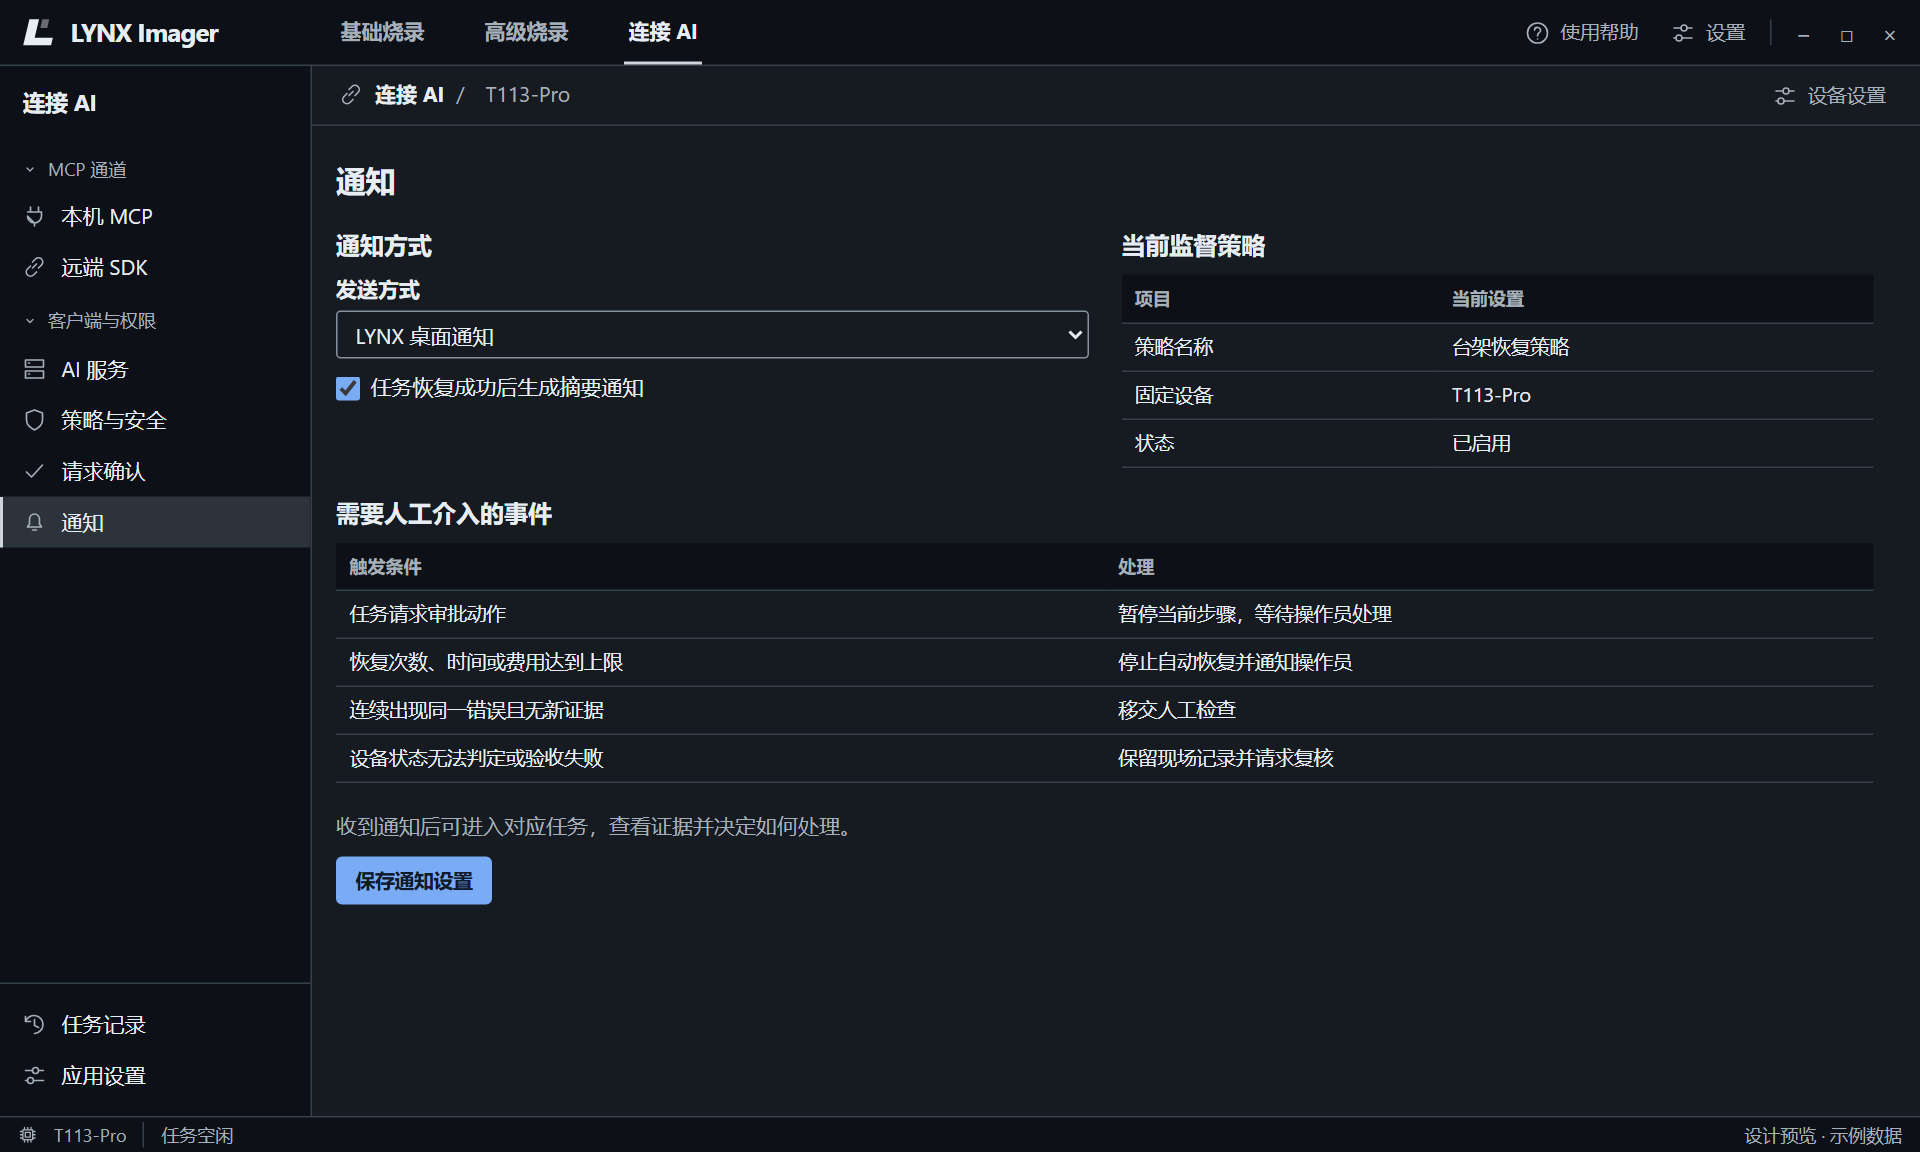 LYNX Imager
基础烧录
高级烧录
连接 AI
使用帮助
设置
连接 AI
MCP 通道
本机 MCP
远端 SDK
客户端与权限
AI 服务
策略与安全
请求确认
通知
任务记录
应用设置
连接 AI / T113-Pro
设备设置
通知
通知方式
发送方式
LYNX 桌面通知
任务恢复成功后生成摘要通知
当前监督策略
项目 当前设置
策略名称 台架恢复策略
固定设备 T113-Pro
状态 已启用
需要人工介入的事件
触发条件 处理
任务请求审批动作 暂停当前步骤，等待操作员处理
恢复次数、时间或费用达到上限 停止自动恢复并通知操作员
连续出现同一错误且无新证据 移交人工检查
设备状态无法判定或验收失败 保留现场记录并请求复核
收到通知后可进入对应任务，查看证据并决定如何处理。
保存通知设置
T113-Pro
任务空闲
设计预览 · 示例数据